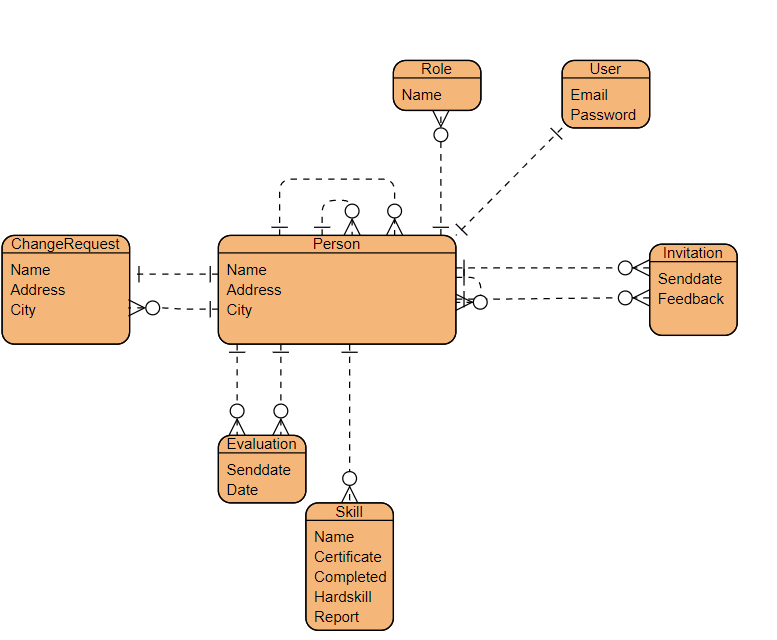 Role
Name
User
Email
Password
ChangeRequest
Name
Address
City
Person
Name
Address
City
Invitation
Senddate
Feedback
Evaluation
Senddate
Date
Skill
Name
Certificate
Completed
Hardskill
Report